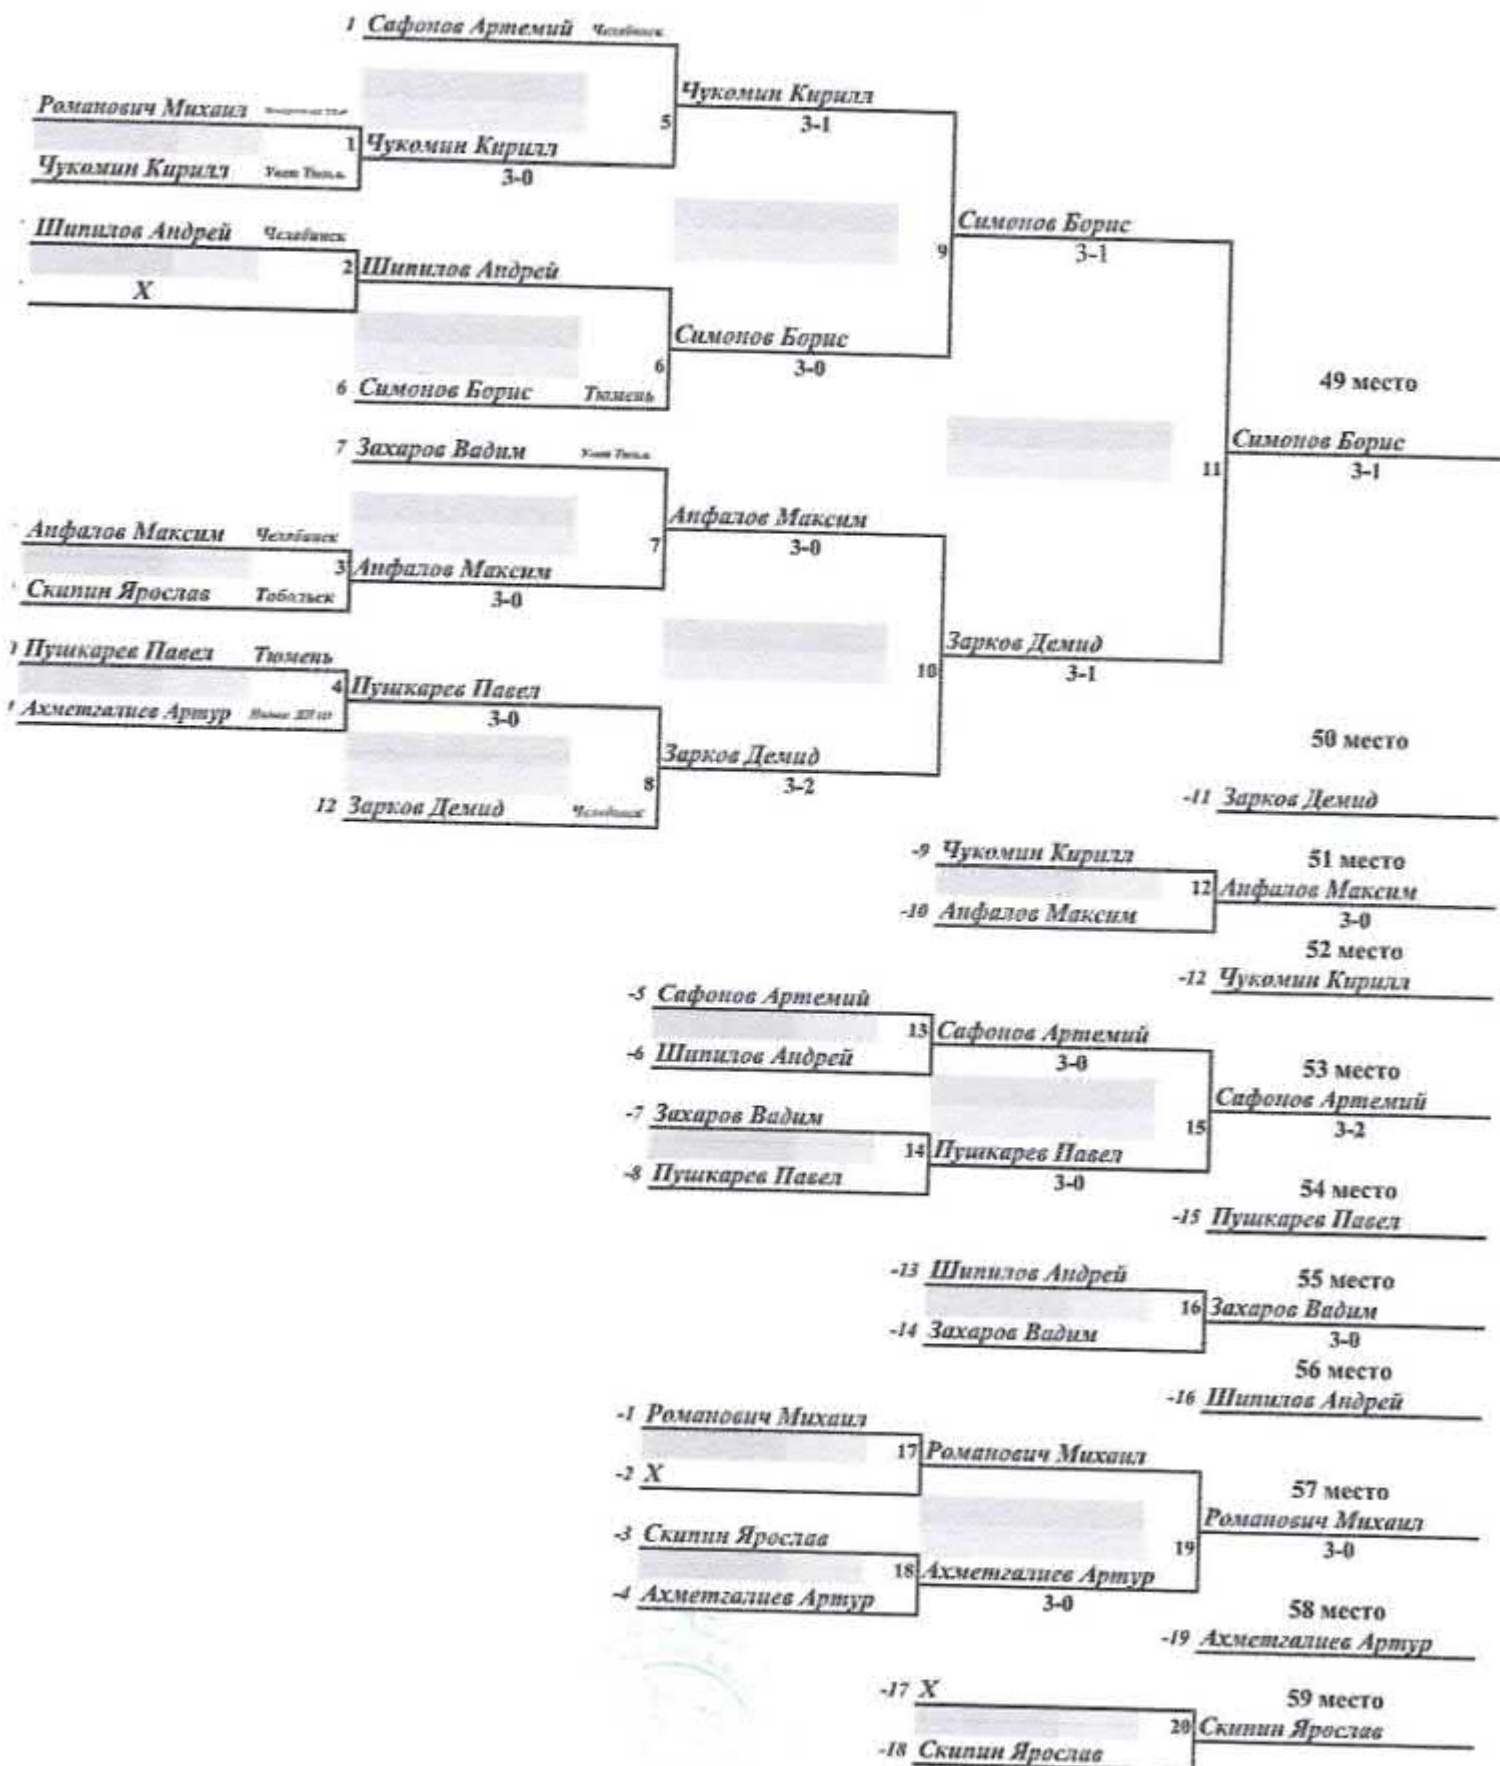 1 Сафонов Артемий Челябинск
Романович Михаил
Чукомин Кирилл
3-1
5
1
Чукомин Кирилл
3-0
Чукомин Кирилл
Шипилов Андрей Челябинск
2
Шипилов Андрей
X
Симонов Борис
3-1
9
Симонов Борис
3-0
6
6 Симонов Борис Тюмень
49 место
Симонов Борис
3-1
11
7 Захаров Вадим
Анфалов Максим
3-0
7
Анфалов Максим Челябинск
3
Анфалов Максим
3-0
Скипин Ярослав Тобольск
Зарков Демид
3-1
10
Пушкарев Павел Тюмень
4
Пушкарев Павел
3-0
Ахметгалиев Артур
Зарков Демид
3-2
8
12 Зарков Демид Челябинск
50 место
-11 Зарков Демид
-9 Чукомин Кирилл
51 место
12 Анфалов Максим
3-0
-10 Анфалов Максим
52 место
-12 Чукомин Кирилл
-5 Сафонов Артемий
13 Сафонов Артемий
3-0
-6 Шипилов Андрей
53 место
Сафонов Артемий
3-2
15
-7 Захаров Вадим
14 Пушкарев Павел
3-0
-8 Пушкарев Павел
54 место
-15 Пушкарев Павел
-13 Шипилов Андрей
55 место
16 Захаров Вадим
3-0
-14 Захаров Вадим
56 место
-16 Шипилов Андрей
-1 Романович Михаил
17 Романович Михаил
-2 X
57 место
Романович Михаил
3-0
19
-3 Скипин Ярослав
18 Ахметгалиев Артур
3-0
-4 Ахметгалиев Артур
58 место
-19 Ахметгалиев Артур
-17 X
59 место
20 Скипин Ярослав
-18 Скипин Ярослав